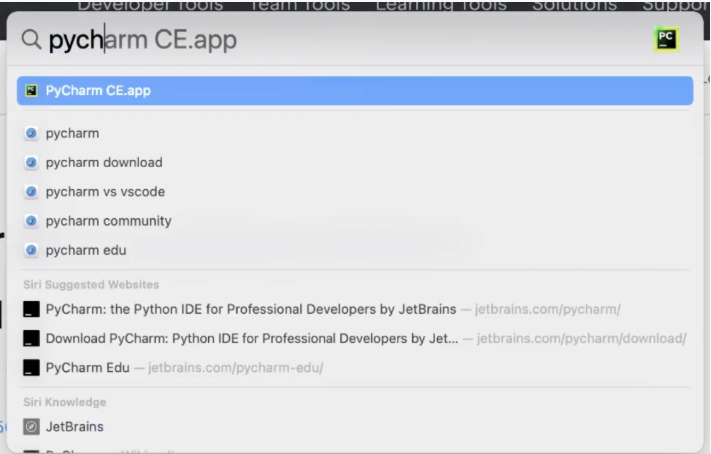 Developer Tools Team Tools Learning Tools Solutions Suppor
pycharm CE.app
PC
PyCharm CE.app
pycharm
pycharm download
pycharm vs vscode
pycharm community
pycharm edu
Siri Suggested Websites
PyCharm: the Python IDE for Professional Developers by JetBrains — jetbrains.com/pycharm/
Download PyCharm: Python IDE for Professional Developers by Jet... — jetbrains.com/pycharm/download/
PyCharm Edu — jetbrains.com/pycharm-edu/
Siri Knowledge
JetBrains